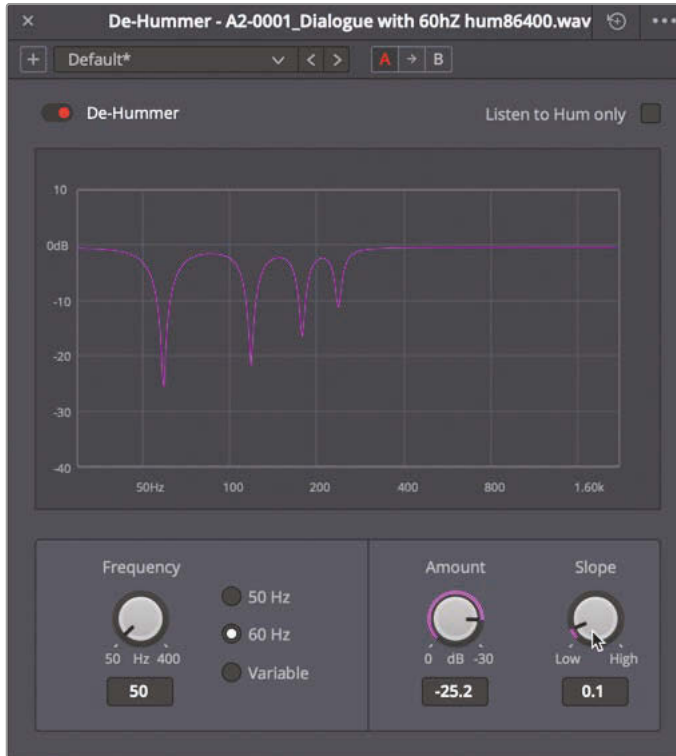 De-Hummer - A2-0001_Dialogue with 60hZ hum86400.wav
Default*
A
B
De-Hummer
Listen to Hum only
10
0dB
-10
-20
-30
-40
50Hz 100 200 400 800 1.60k
Frequency
50 Hz 400
50
50 Hz
60 Hz
Variable
Amount
0 dB -30
-25.2
Slope
Low High
0.1